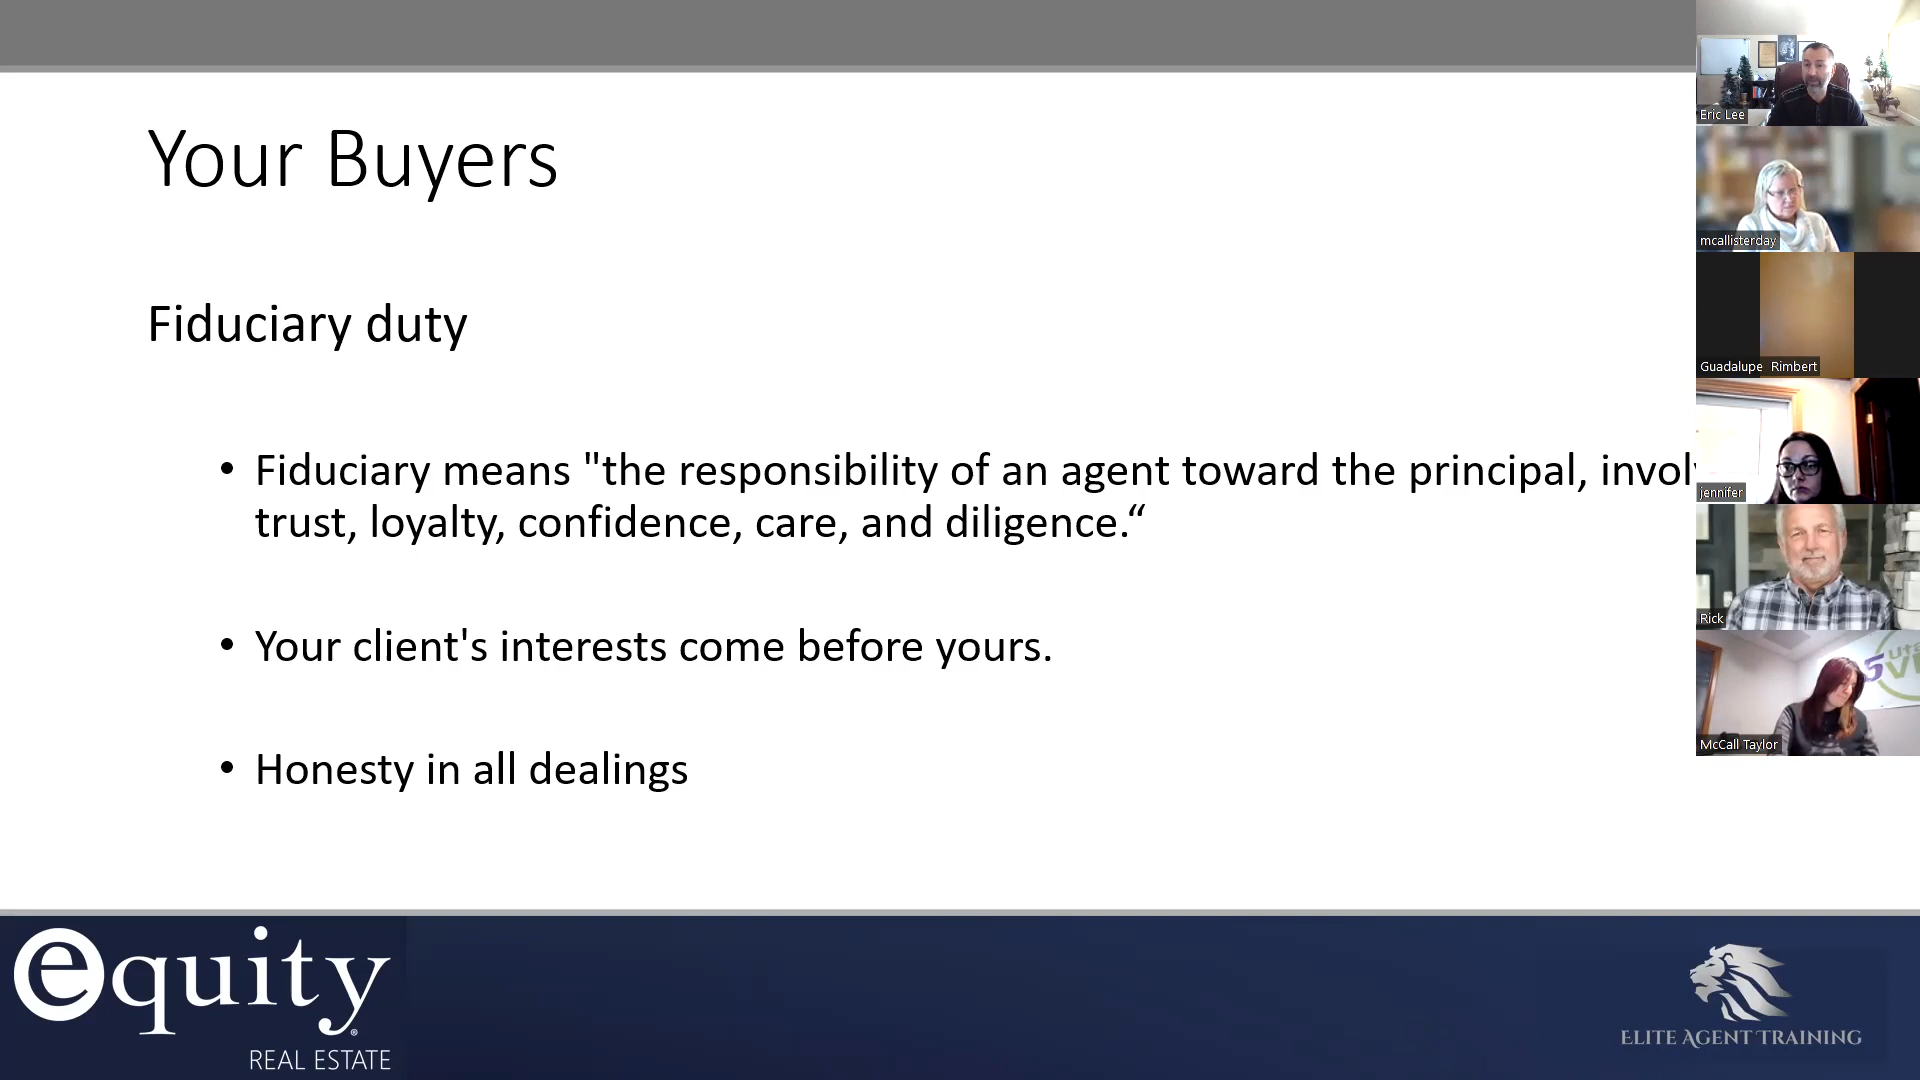 Your Buyers
Fiduciary duty
• Fiduciary means "the responsibility of an agent toward the principal,
trust, loyalty, confidence, care, and diligence.“
• Your client's interests come before yours.
• Honesty in all dealings
equity®
REAL ESTATE
ELITE AGENT TRAINING
Eric Lee
mcallisterday
Guadalupe Rimbert
jennifer
Rick
McCall Taylor